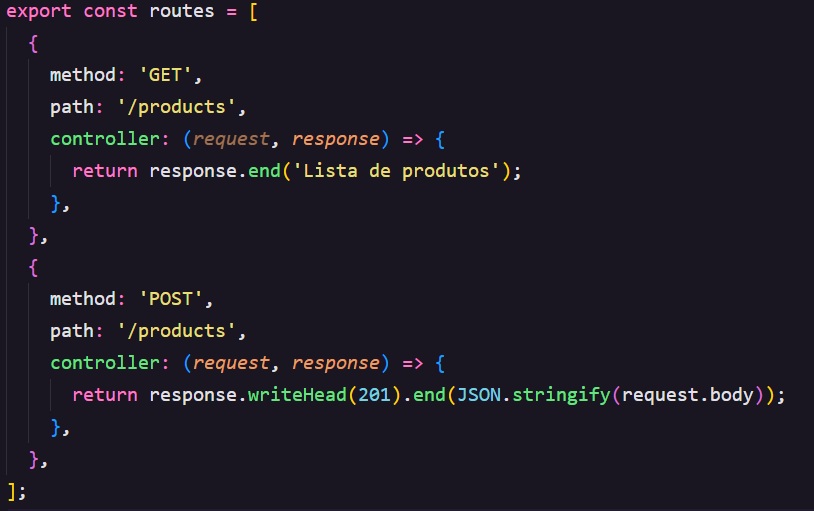 export const routes = [
  {
    method: 'GET',
    path: '/products',
    controller: (request, response) => {
      return response.end('Lista de produtos');
    },
  },
  {
    method: 'POST',
    path: '/products',
    controller: (request, response) => {
      return response.writeHead(201).end(JSON.stringify(request.body));
    },
  },
];